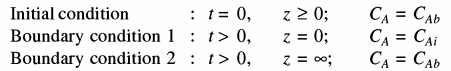 Initial condition : t = 0, z ≥ 0; C_A = C_Ab
Boundary condition 1 : t > 0, z = 0; C_A = C_Ai
Boundary condition 2 : t > 0, z = ∞; C_A = C_Ab